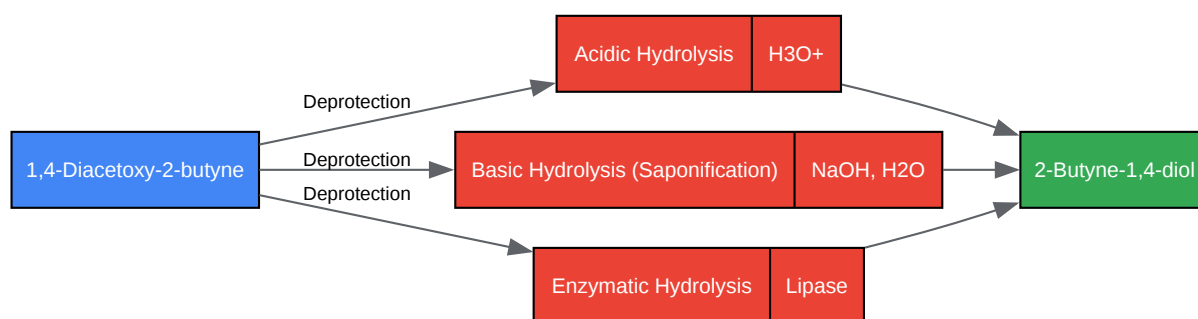 Acidic Hydrolysis
H3O+
Deprotection
1,4-Diacetoxy-2-butyne
Deprotection
Basic Hydrolysis (Saponification)
NaOH, H2O
2-Butyne-1,4-diol
Deprotection
Enzymatic Hydrolysis
Lipase